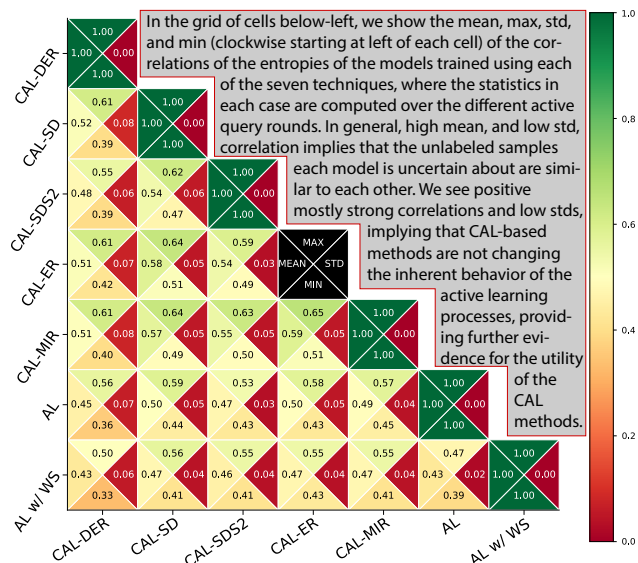 In the grid of cells below-left, we show the mean, max, std,
and min (clockwise starting at left of each cell) of the cor-
relations of the entropies of the models trained using each
of the seven techniques, where the statistics in
each case are computed over the different active
query rounds. In general, high mean, and low std,
correlation implies that the unlabeled samples
each model is uncertain about are simi-
lar to each other. We see positive
mostly strong correlations and low stds,
implying that CAL-based
methods are not changing
the inherent behavior of the
active learning
processes, provid-
ing further evi-
dence for the utility
of the
CAL
methods.
CAL-DER
1.00
1.00 0.00
1.00
CAL-SD
0.61 1.00
0.52 0.08 1.00 0.00
0.39 1.00
CAL-SDS2
0.55 0.62 1.00
0.48 0.06 0.54 0.06 1.00 0.00
0.39 0.47 1.00
CAL-ER
0.61 0.64 0.59 MAX
0.51 0.07 0.58 0.05 0.54 0.03 MEAN STD
0.42 0.51 0.49 MIN
CAL-MIR
0.61 0.64 0.63 0.65 1.00
0.51 0.08 0.57 0.05 0.55 0.05 0.59 0.05 1.00 0.00
0.40 0.49 0.50 0.51 1.00
AL
0.56 0.59 0.53 0.58 0.57 1.00
0.45 0.07 0.50 0.05 0.47 0.03 0.50 0.05 0.49 0.04 1.00 0.00
0.36 0.44 0.43 0.43 0.45 1.00
AL w/ WS
0.50 0.56 0.55 0.55 0.55 0.47 1.00
0.43 0.06 0.47 0.04 0.46 0.04 0.47 0.04 0.47 0.04 0.43 0.02 1.00 0.00
0.33 0.41 0.41 0.43 0.41 0.39 1.00
CAL-DER CAL-SD CAL-SDS2 CAL-ER CAL-MIR AL AL w/ WS
1.0
0.8
0.6
0.4
0.2
0.0